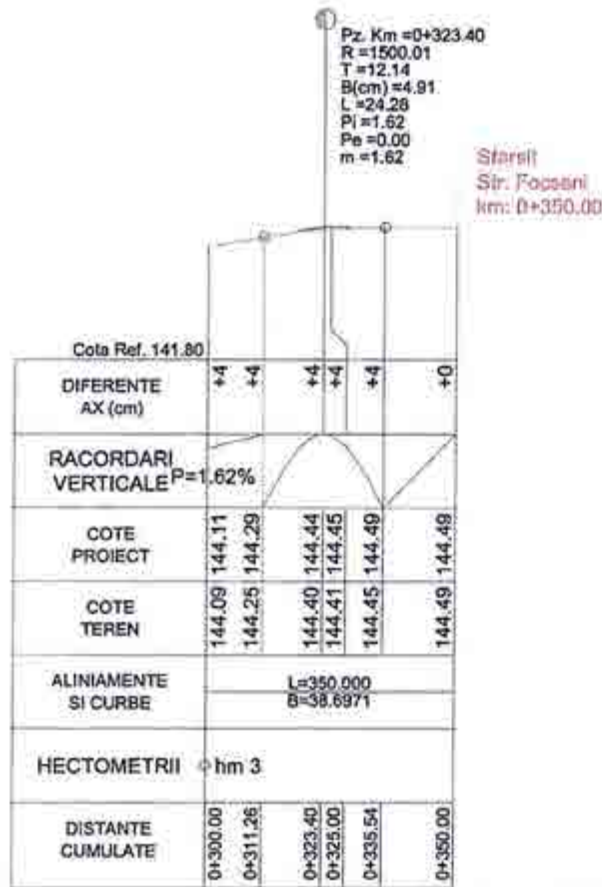 Pz. Km =0+323.40
R =1500.01
T =12.14
B(cm) =4.91
L =24.28
Pi =1.62
Pe =0.00
m =1.62
Sfarsit
Str. Focsani
km: 0+350.00
Cota Ref. 141.80
DIFERENTE
AX (cm)
+4 +4 +4 +4 +4 +0
RACORDARI
VERTICALE
P=1.62%
COTE
PROIECT
144.11 144.29 144.44 144.45 144.49 144.49
COTE
TEREN
144.09 144.25 144.40 144.41 144.45 144.49
ALINIAMENTE
SI CURBE
L=350.000
B=38.6971
HECTOMETRII
hm 3
DISTANTE
CUMULATE
0+300.00 0+311.26 0+323.40 0+325.00 0+335.54 0+350.00